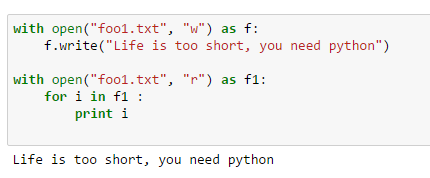 with open("foo1.txt", "w") as f:
    f.write("Life is too short, you need python")
with open("foo1.txt", "r") as f1:
    for i in f1 :
        print i
Life is too short, you need python